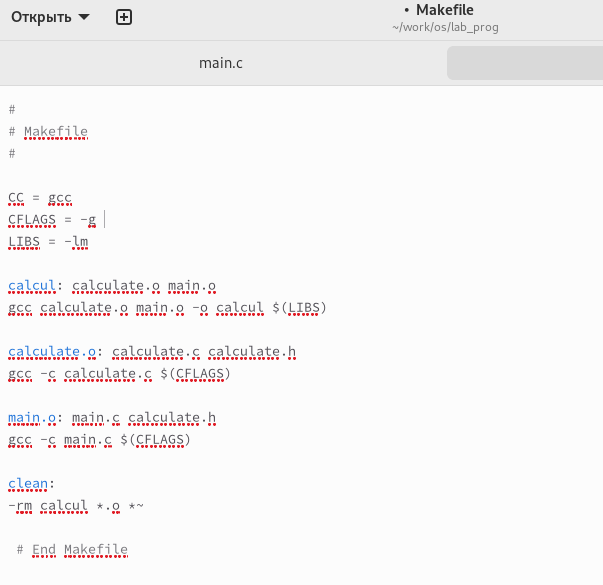 Открыть
• Makefile
~/work/os/lab_prog
main.c
#
# Makefile
#
CC = gcc
CFLAGS = -g
LIBS = -lm
calcul: calculate.o main.o
gcc calculate.o main.o -o calcul $(LIBS)
calculate.o: calculate.c calculate.h
gcc -c calculate.c $(CFLAGS)
main.o: main.c calculate.h
gcc -c main.c $(CFLAGS)
clean:
-rm calcul *.o *~
# End Makefile